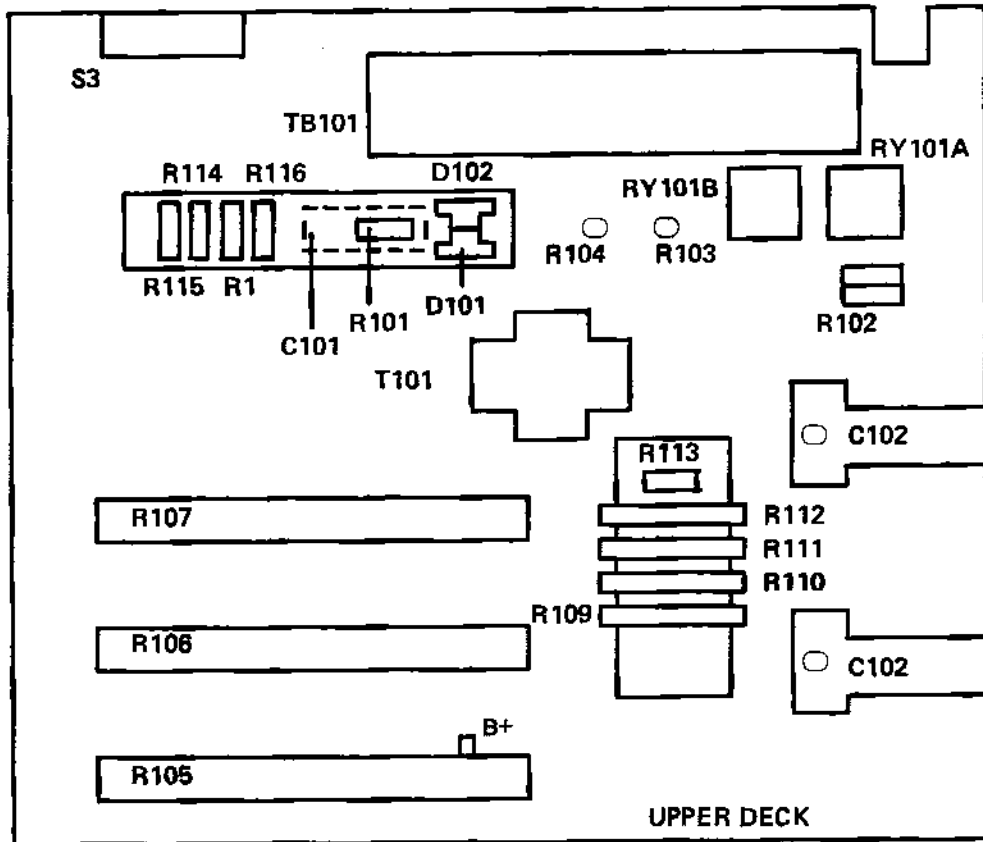 S3
TB101
RY101A
R114 R116
D102
RY101B
R104
R103
R115 R1
D101
R101
C101
R102
T101
C102
R113
R107
R112
R111
R110
R109
R106
C102
B+
R105
UPPER DECK